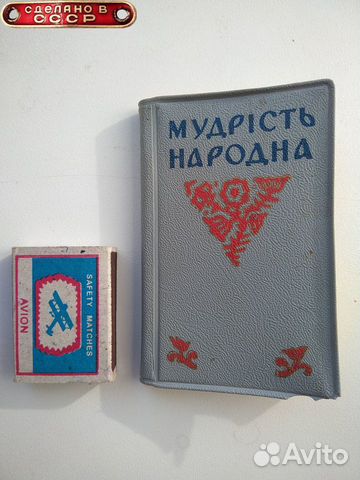 СДЕЛАНО В
СССР
МУДРІСТЬ
НАРОДНА
SAFETY MATCHES
AVION
Avito